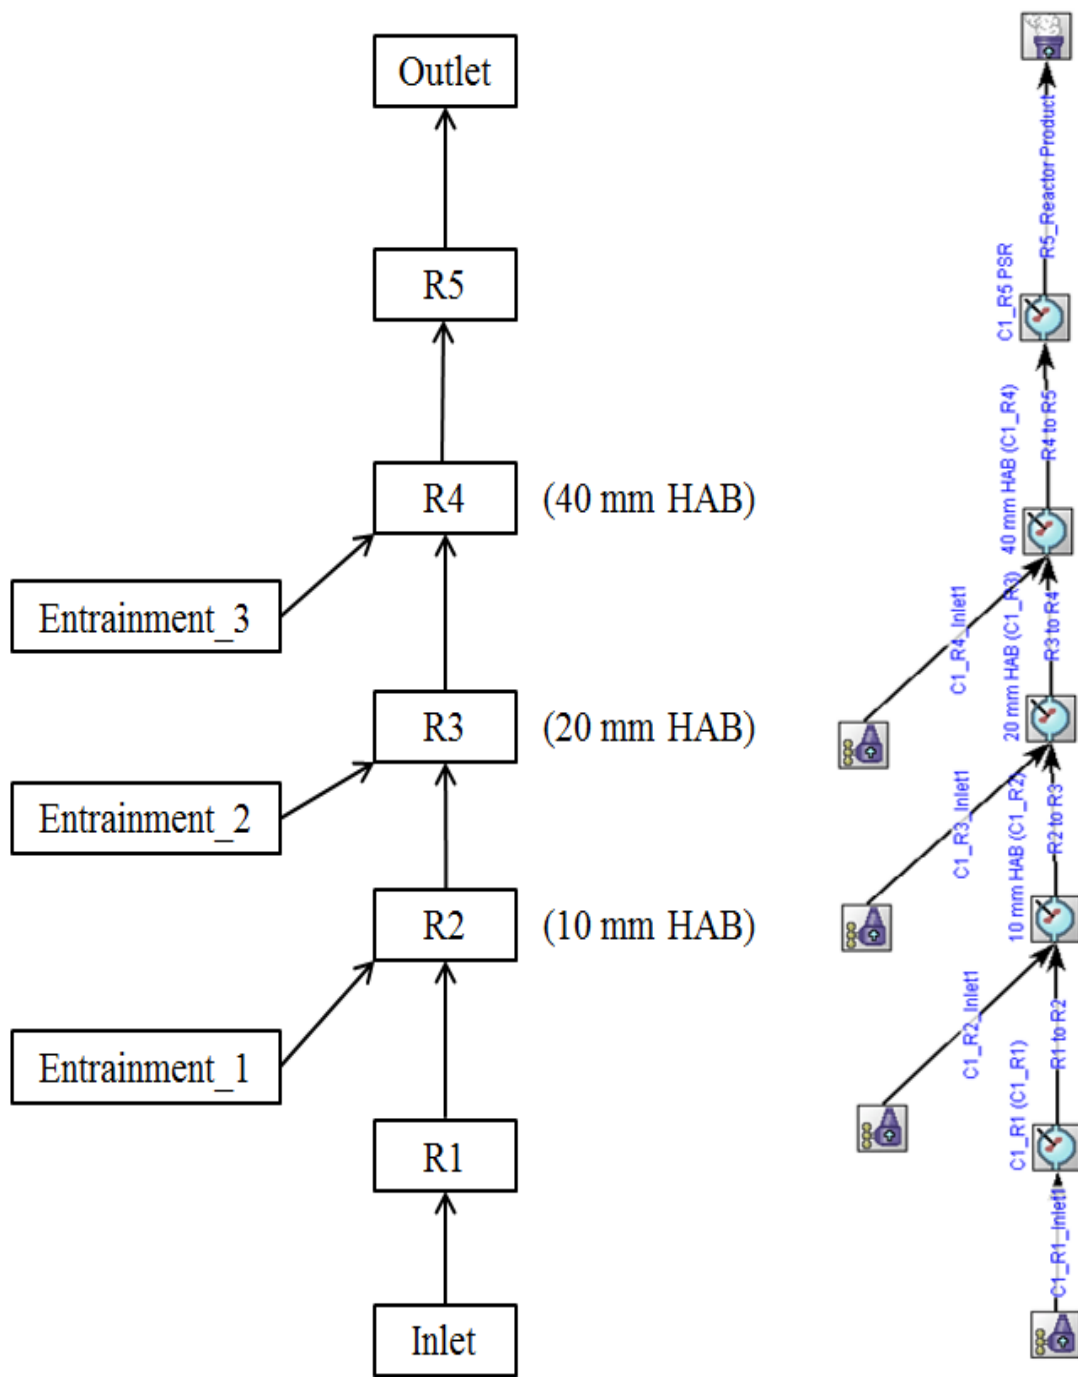 Outlet
R5
R4
(40 mm HAB)
Entrainment_3
R3
(20 mm HAB)
Entrainment_2
R2
(10 mm HAB)
Entrainment_1
R1
Inlet
R5_Reactor Product
C1_R5 PSR
R4 to R5
40 mm HAB (C1_R4)
C1_R4_Inlet1
R3 to R4
20 mm HAB (C1_R3)
C1_R3_Inlet1
R2 to R3
10 mm HAB (C1_R2)
C1_R2_Inlet1
R1 to R2
C1_R1 (C1_R1)
C1_R1_Inlet1